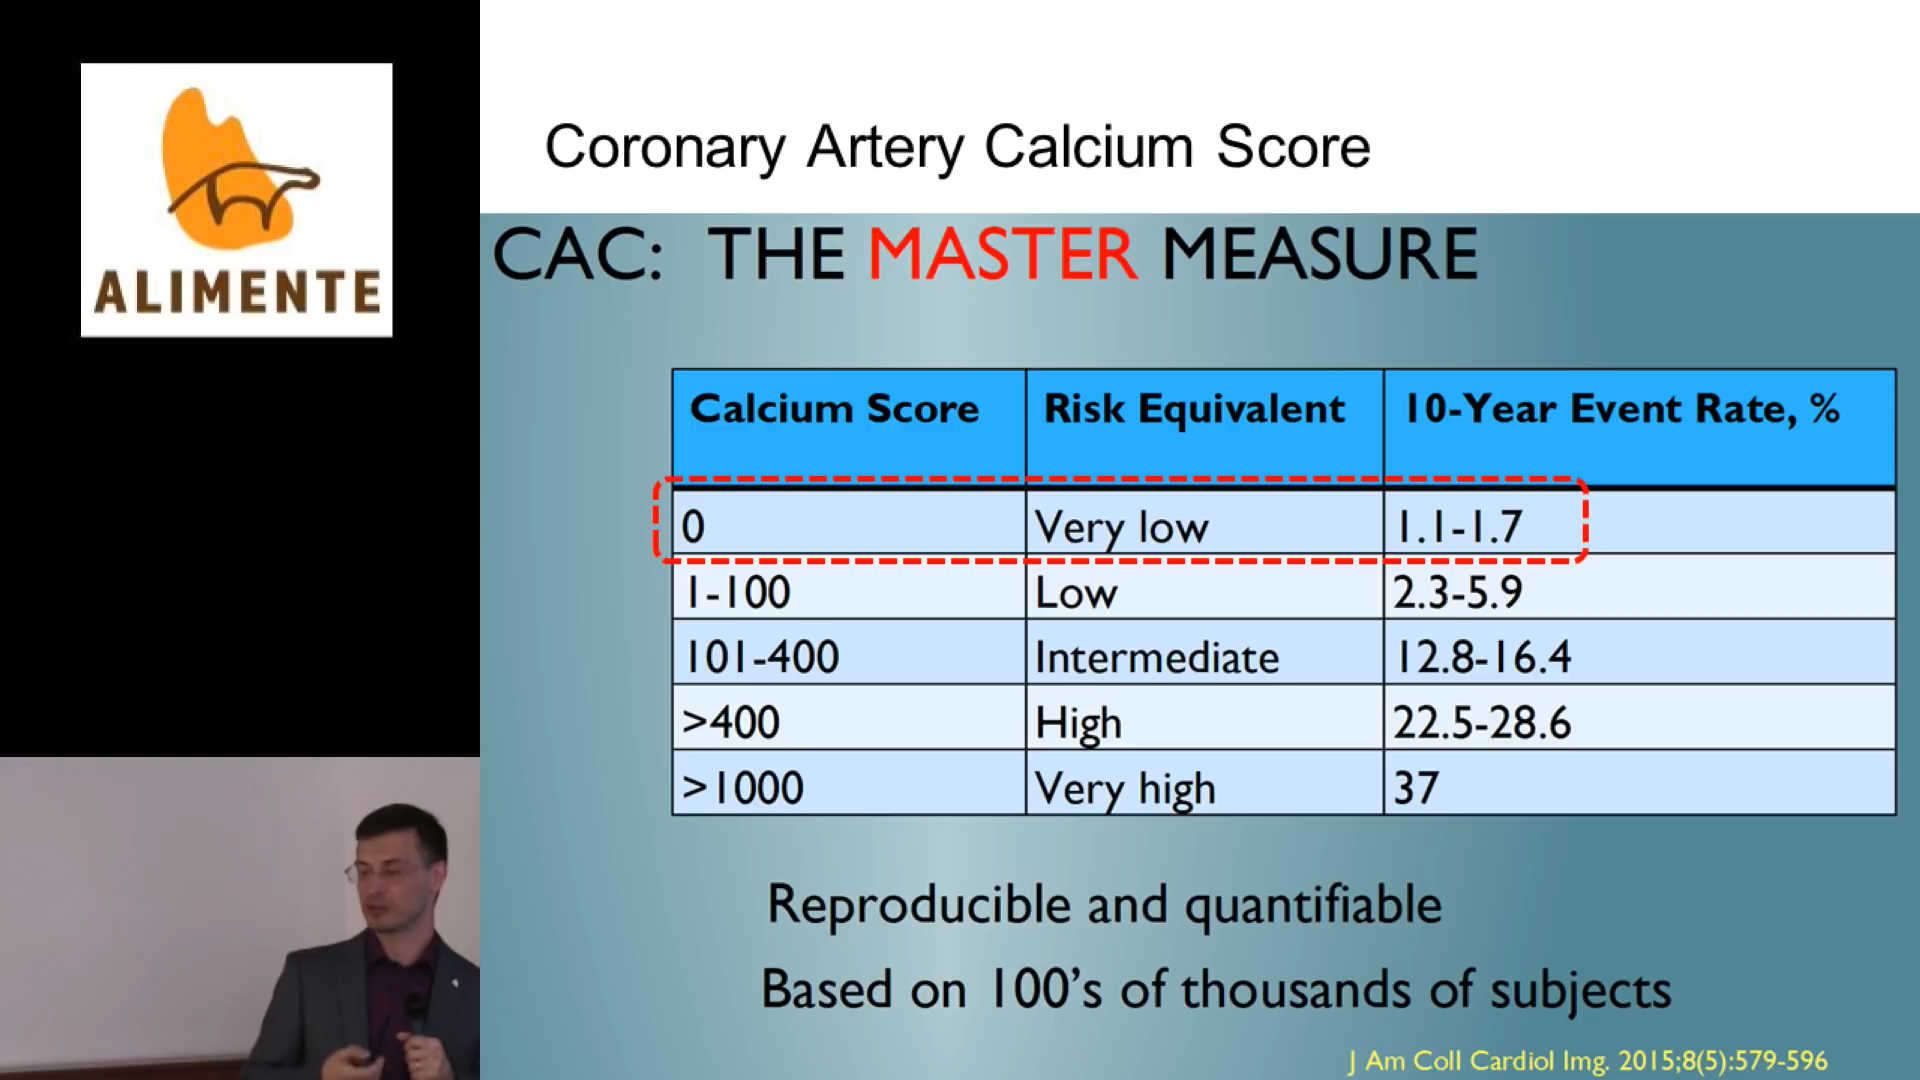 ALIMENTE
Coronary Artery Calcium Score
CAC: THE MASTER MEASURE
Calcium Score Risk Equivalent 10-Year Event Rate, %
0 Very low 1.1-1.7
1-100 Low 2.3-5.9
101-400 Intermediate 12.8-16.4
>400 High 22.5-28.6
>1000 Very high 37
Reproducible and quantifiable
Based on 100’s of thousands of subjects
J Am Coll Cardiol Img. 2015;8(5):579-596